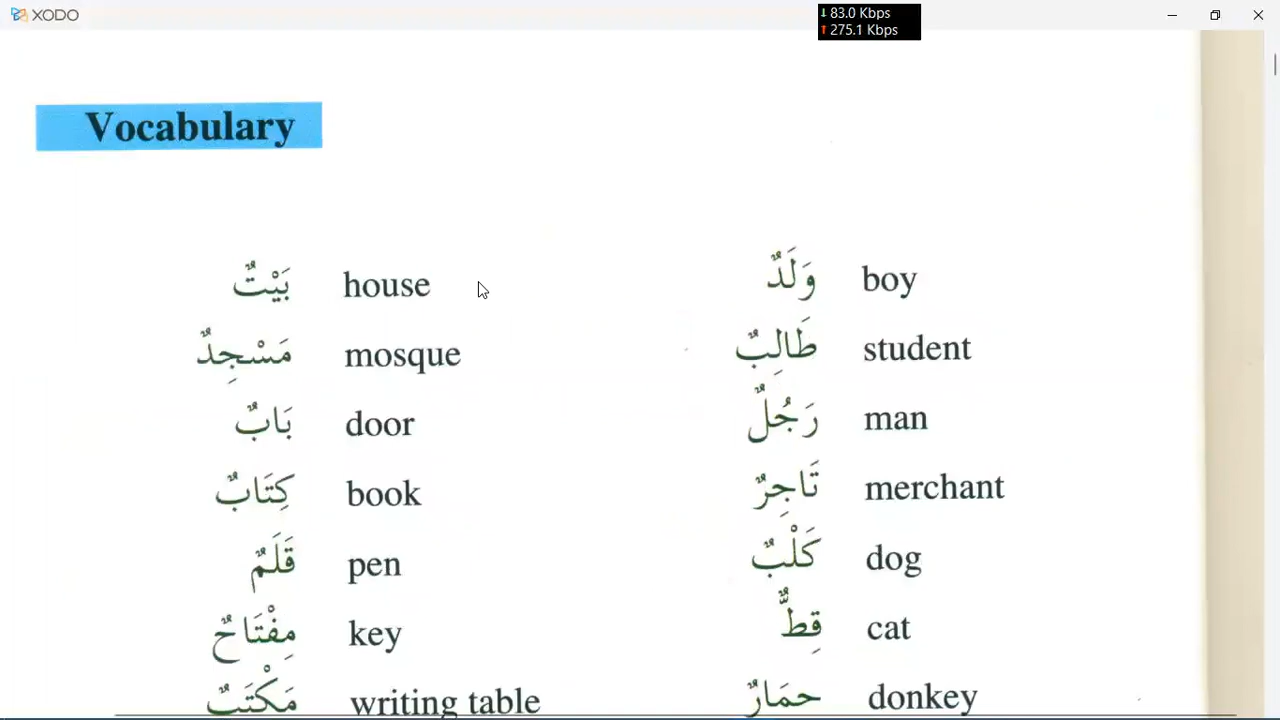 XODO
↓ 83.0 Kbps
↑ 275.1 Kbps
Vocabulary
بَيْتٌ house
مَسْجِدٌ mosque
بَابٌ door
كِتَابٌ book
قَلَمٌ pen
مِفْتَاحٌ key
مَكْتَبٌ writing table
وَلَدٌ boy
طَالِبٌ student
رَجُلٌ man
تَاجِرٌ merchant
كَلْبٌ dog
قِطٌّ cat
حمَارٌ donkey